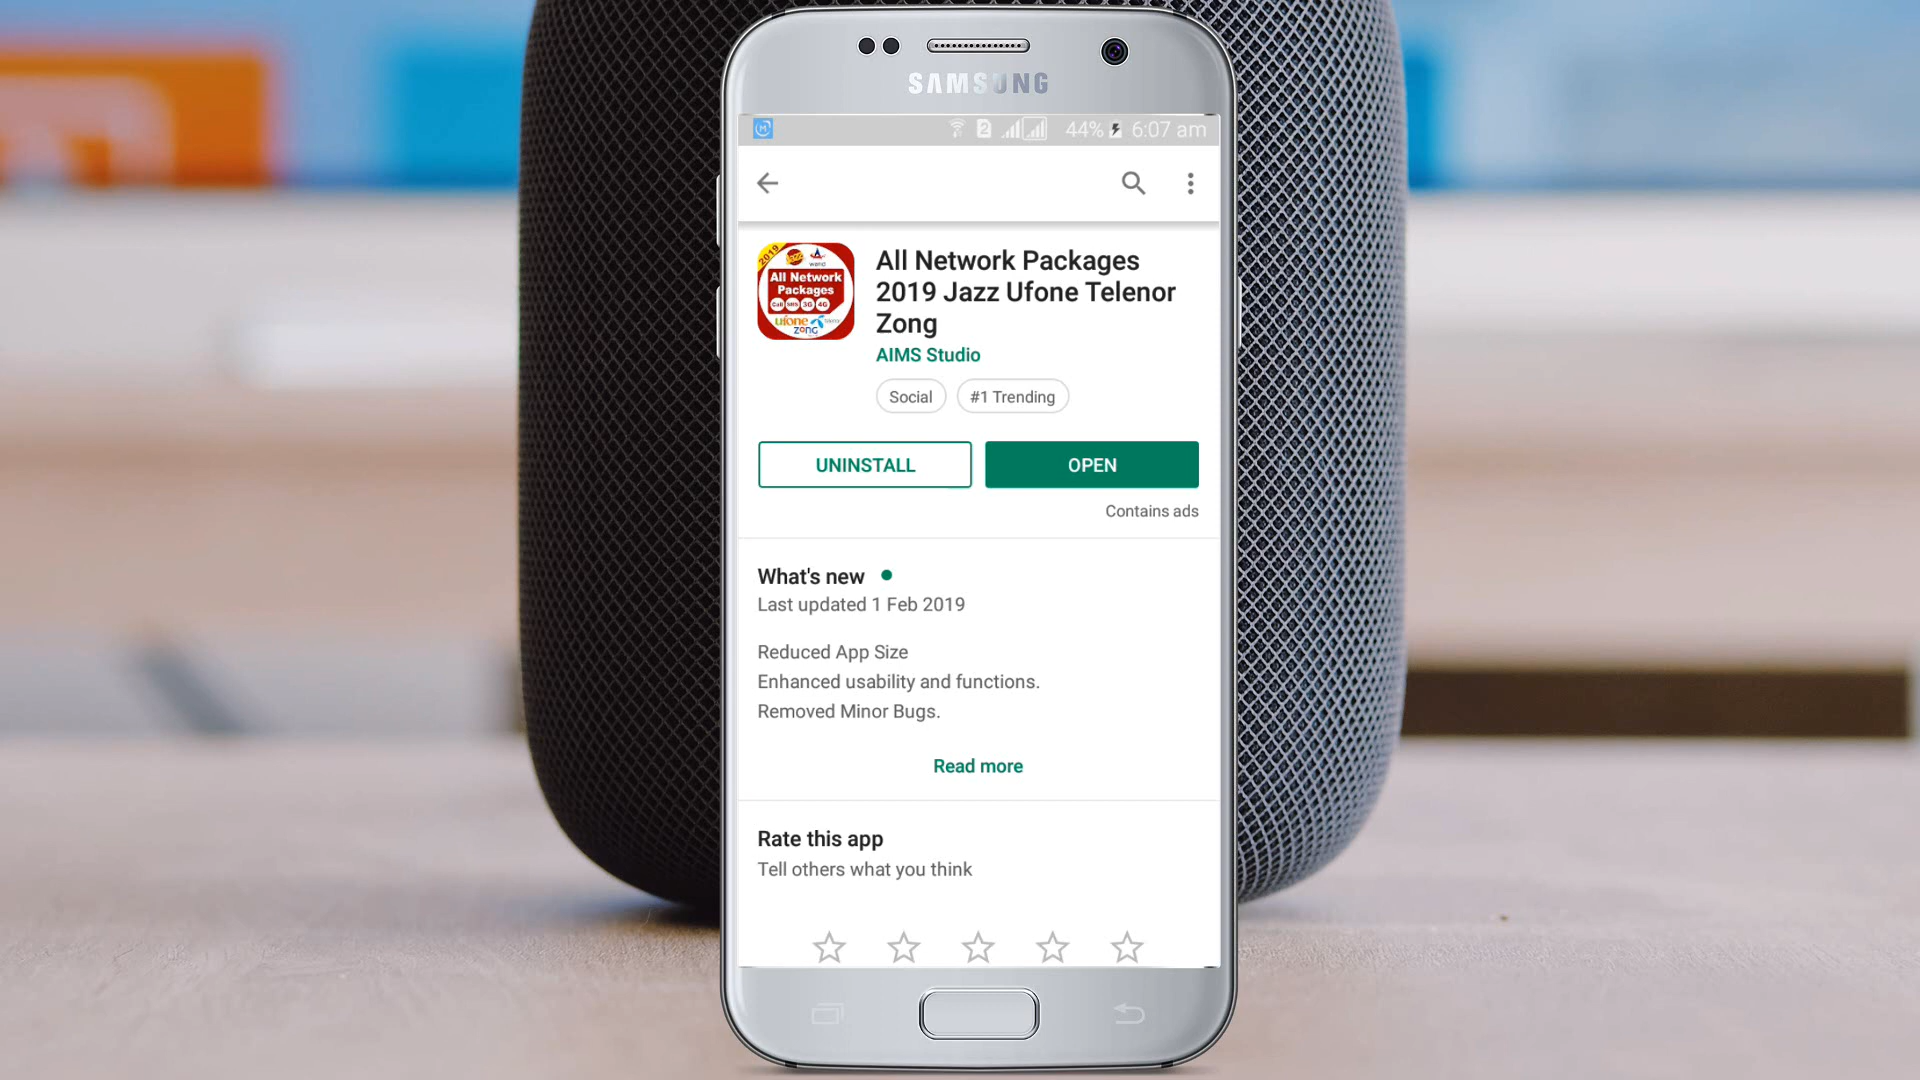 SAMSUNG
2 44% 6:07 am
2019
warid
All Network
Packages
Call SMS 3G 4G
ufone
zong
All Network Packages
2019 Jazz Ufone Telenor
Zong
AIMS Studio
Social #1 Trending
UNINSTALL OPEN
Contains ads
What's new
Last updated 1 Feb 2019
Reduced App Size
Enhanced usability and functions.
Removed Minor Bugs.
Read more
Rate this app
Tell others what you think